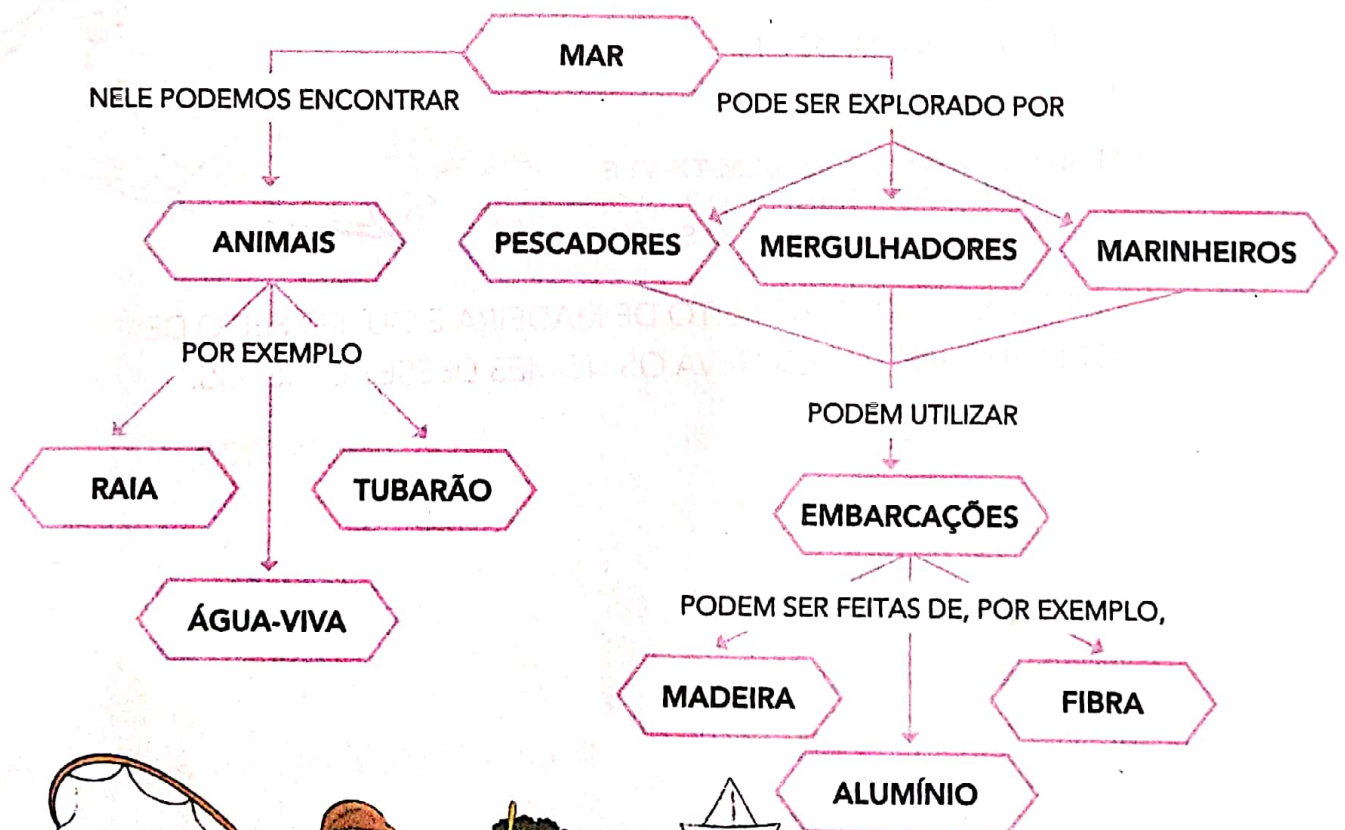 MAR
NELE PODEMOS ENCONTRAR
PODE SER EXPLORADO POR
ANIMAIS
PESCADORES
MERGULHADORES
MARINHEIROS
POR EXEMPLO
PODEM UTILIZAR
RAIA
TUBARÃO
EMBARCAÇÕES
ÁGUA-VIVA
PODEM SER FEITAS DE, POR EXEMPLO,
MADEIRA
FIBRA
ALUMÍNIO